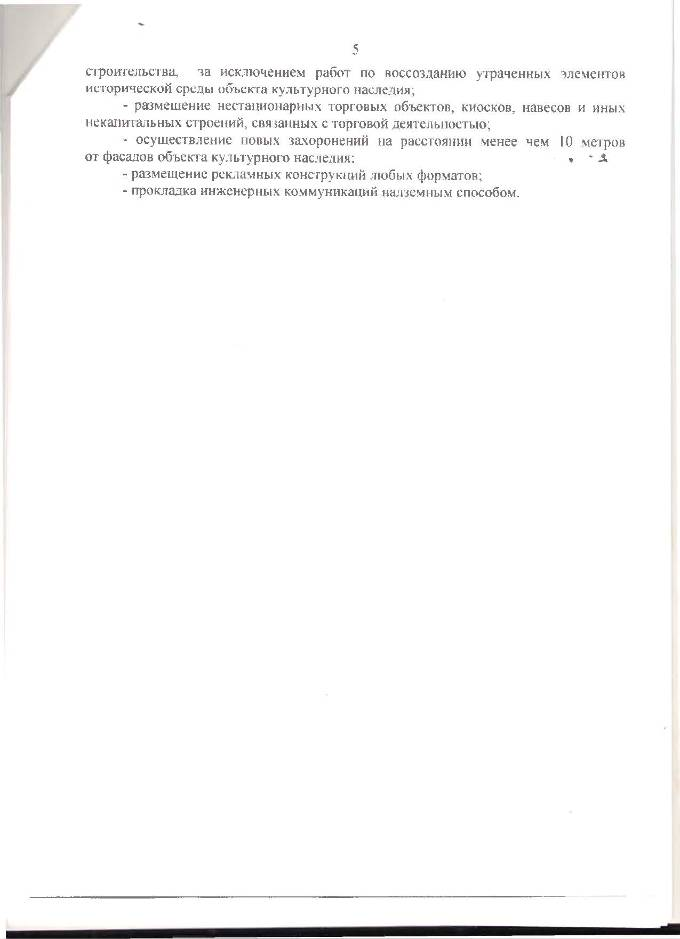 5
строительства, за исключением работ по воссозданию утраченных элементов
исторической среды объекта культурного наследия;
- размещение нестационарных торговых объектов, киосков, навесов и иных
некапитальных строений, связанных с торговой деятельностью;
- осуществление новых захоронений на расстоянии менее чем 10 метров
от фасадов объекта культурного наследия;
- размещение рекламных конструкций любых форматов;
- прокладка инженерных коммуникаций надземным способом.